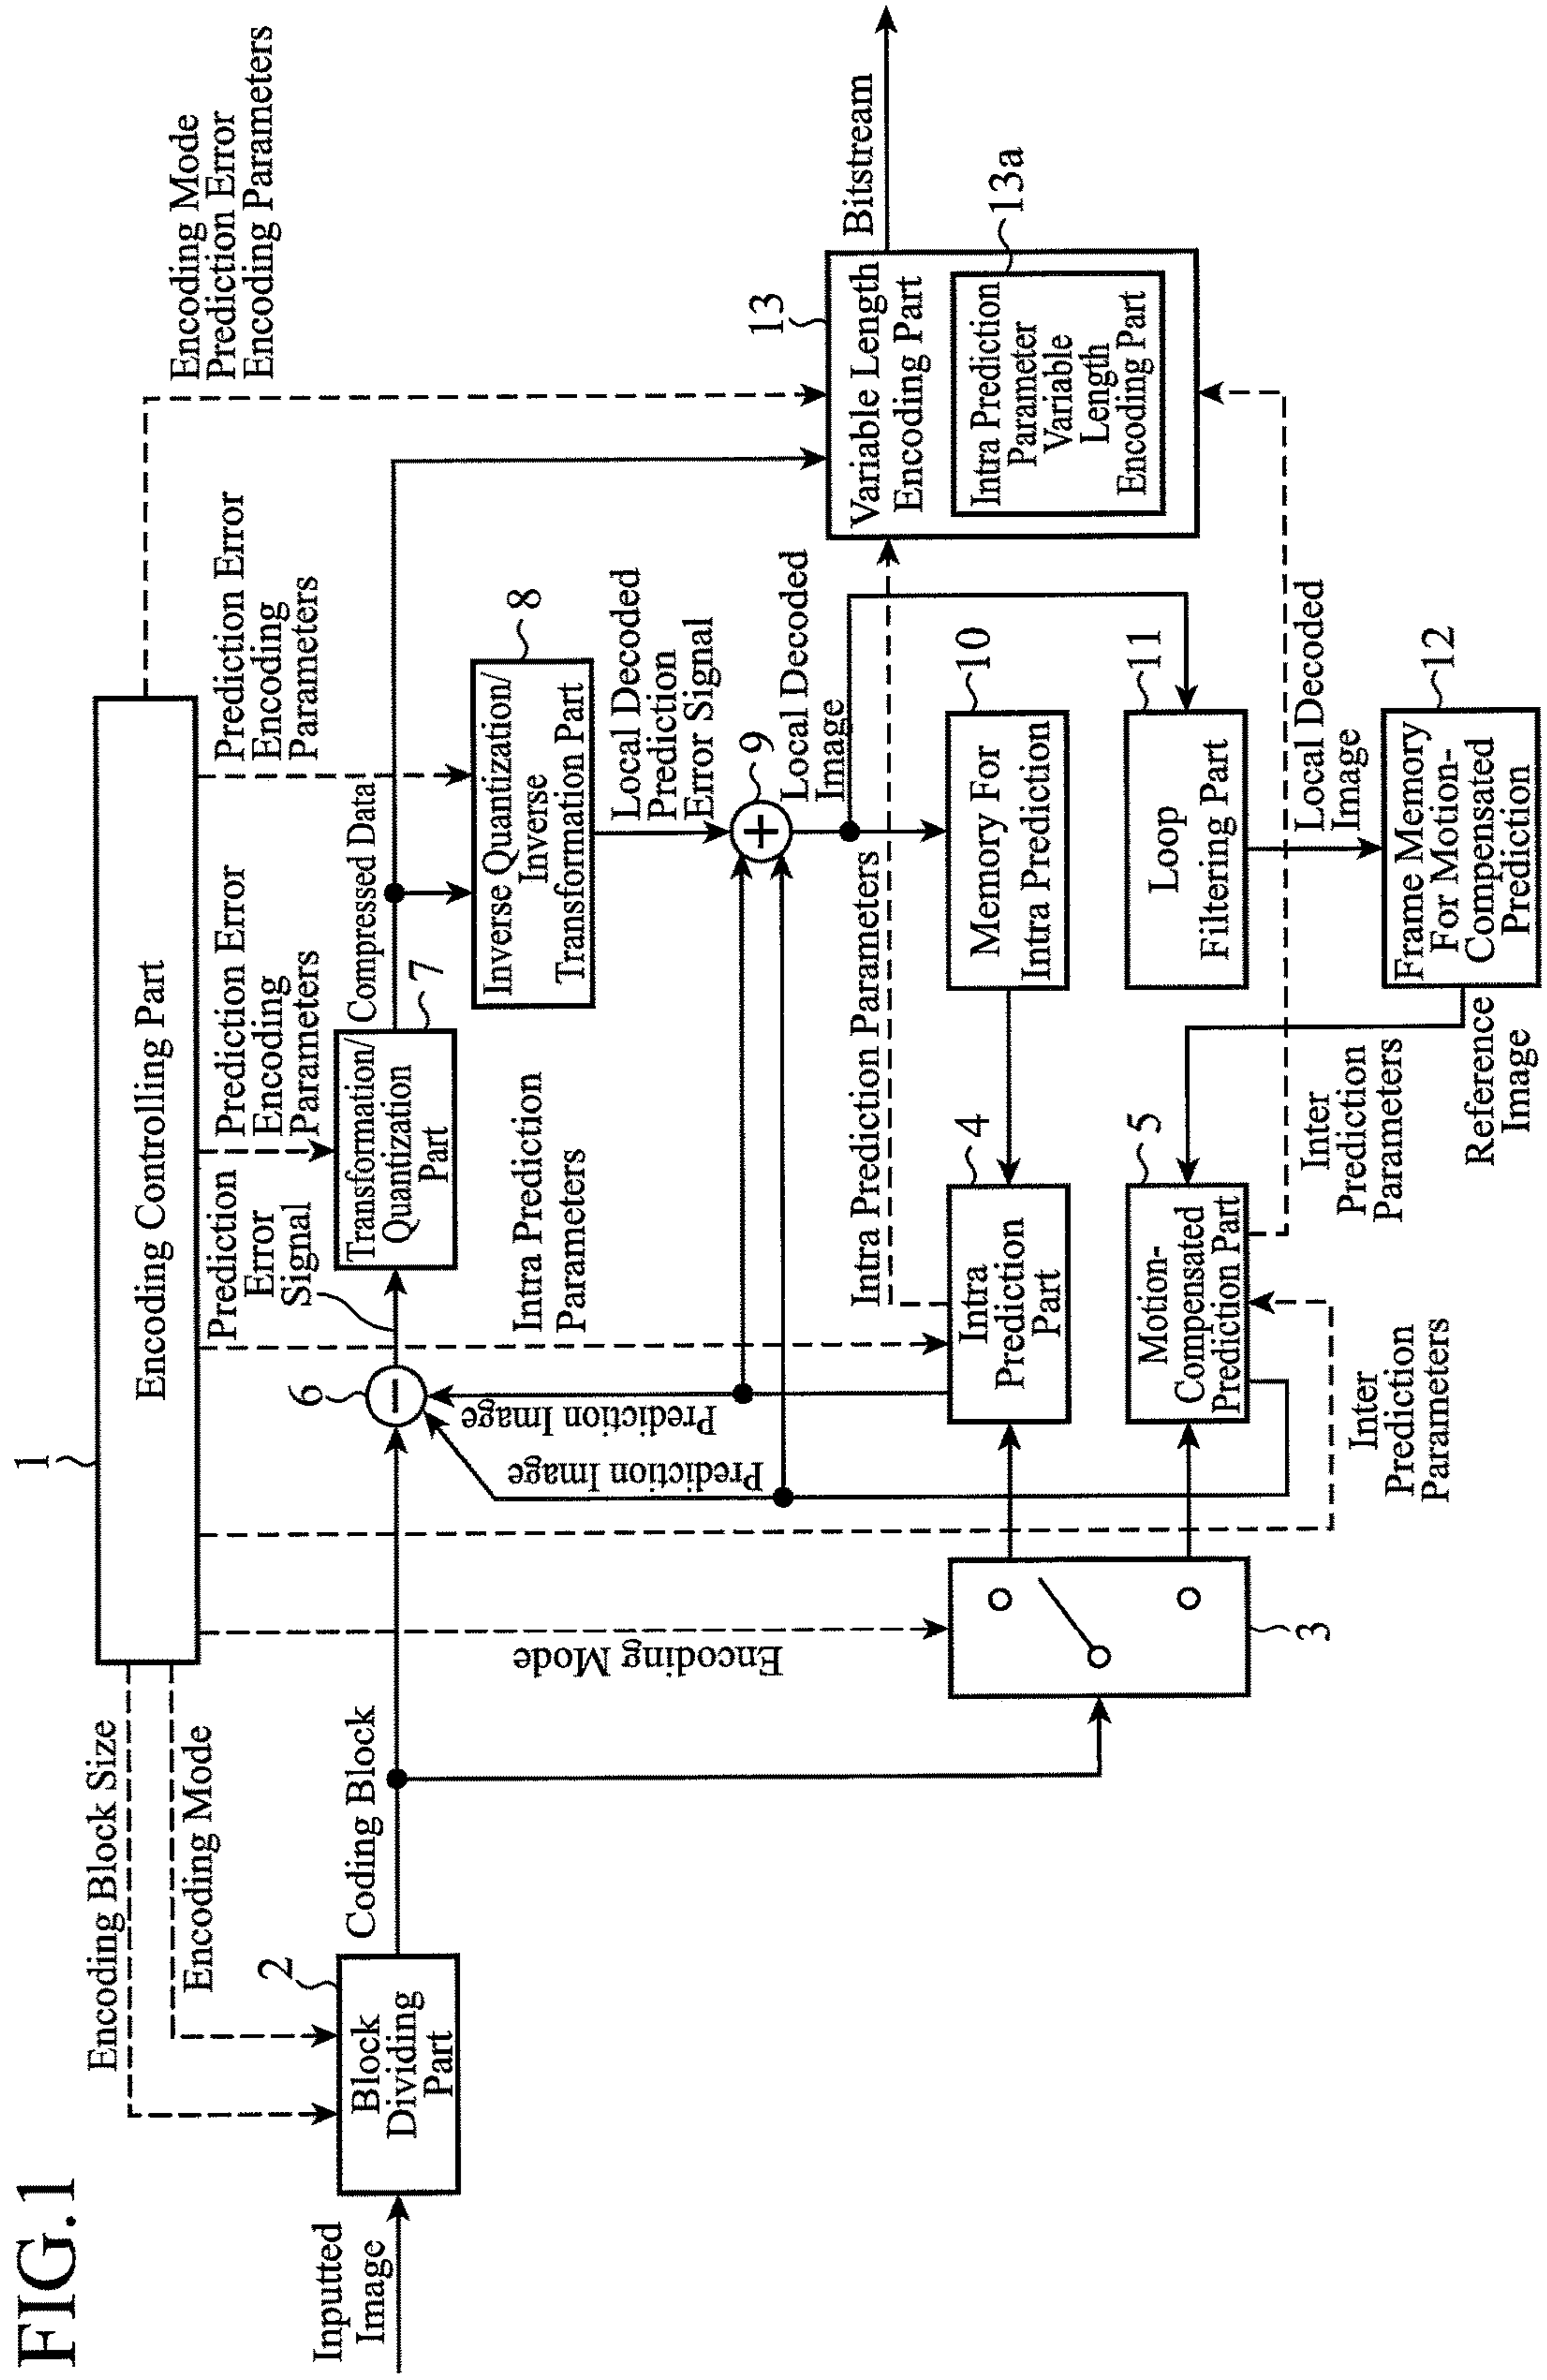 FIG.1
1
Encoding Controlling Part
Encoding Block Size
Encoding Mode
Encoding Mode
Prediction Error
Encoding Parameters
Prediction
Error
Signal
Prediction Error
Encoding
Parameters
Prediction Error
Encoding
Parameters
Inputted
Image
2
Block
Dividing
Part
Coding Block
6
7
Transformation/
Quantization
Part
Compressed Data
8
Inverse Quantization/
Inverse
Transformation Part
Encoding Mode
Prediction Image
Prediction Image
Intra Prediction
Parameters
Local Decoded
Prediction
Error Signal
9
Local Decoded
Image
13
Variable Length
Encoding Part
Bitstream
13a
Intra Prediction
Parameter
Variable
Length
Encoding Part
Intra Prediction Parameters
3
4
Intra
Prediction
Part
10
Memory For
Intra Prediction
5
Motion-
Compensated
Prediction Part
11
Loop
Filtering Part
Inter
Prediction
Parameters
Inter
Prediction
Parameters
Local Decoded
Image
12
Frame Memory
For Motion-
Compensated
Prediction
Reference
Image